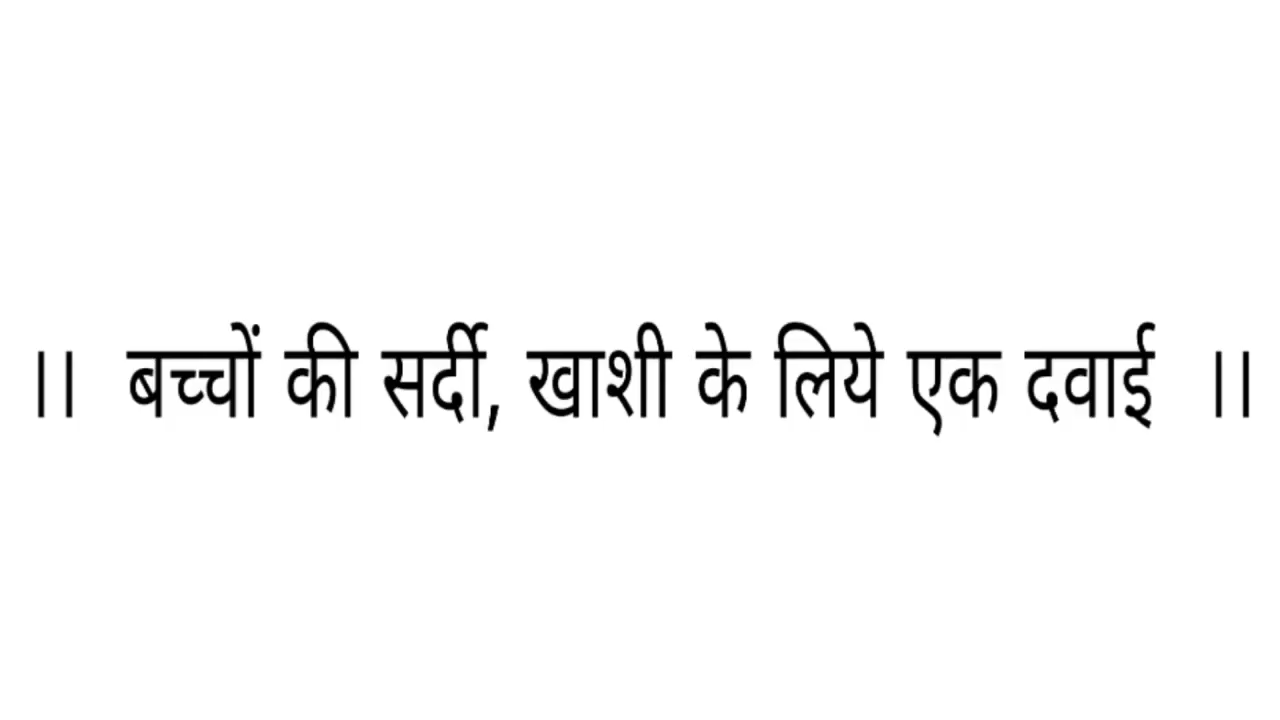 ।। बच्चों की सर्दी, खाशी के लिये एक दवाई ।।